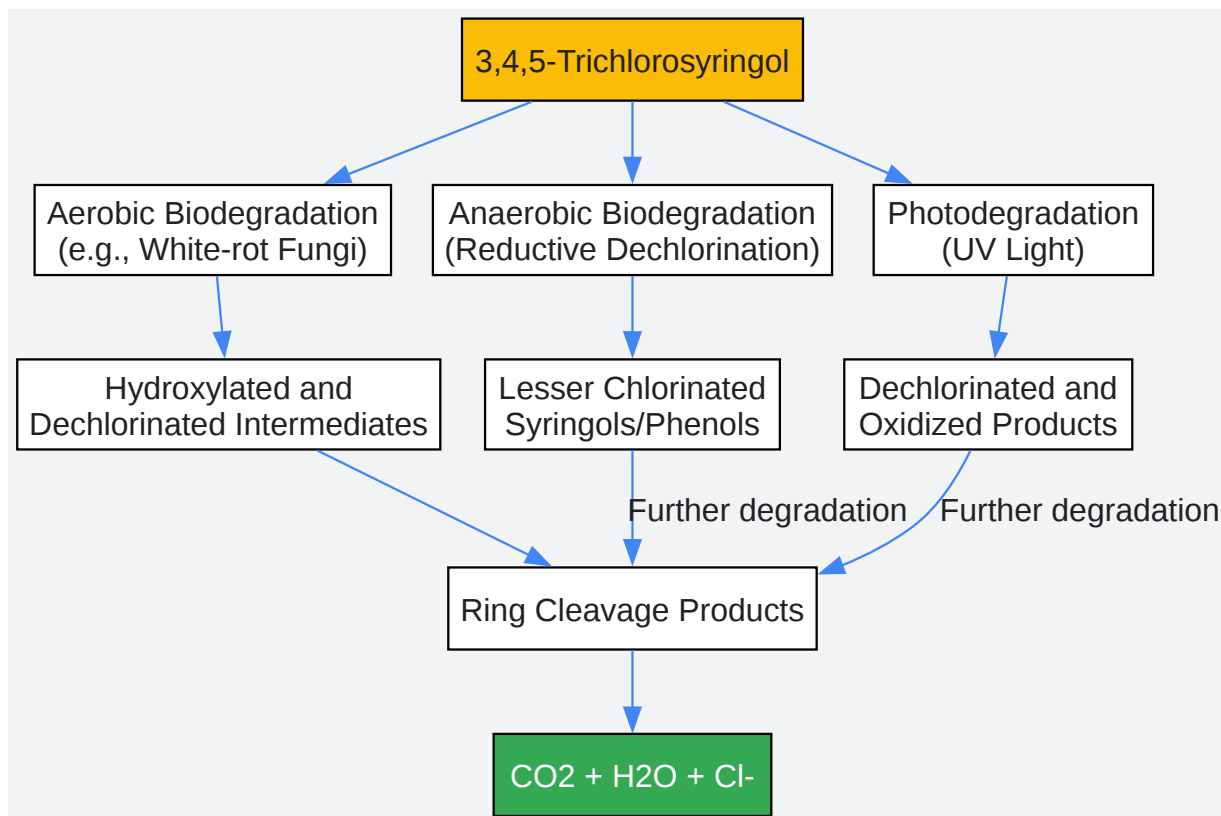 3,4,5-Trichlorosyringol
Aerobic Biodegradation
(e.g., White-rot Fungi)
Anaerobic Biodegradation
(Reductive Dechlorination)
Photodegradation
(UV Light)
Hydroxylated and
Dechlorinated Intermediates
Lesser Chlorinated
Syringols/Phenols
Dechlorinated and
Oxidized Products
Further degradation
Further degradation
Ring Cleavage Products
CO2 + H2O + Cl-